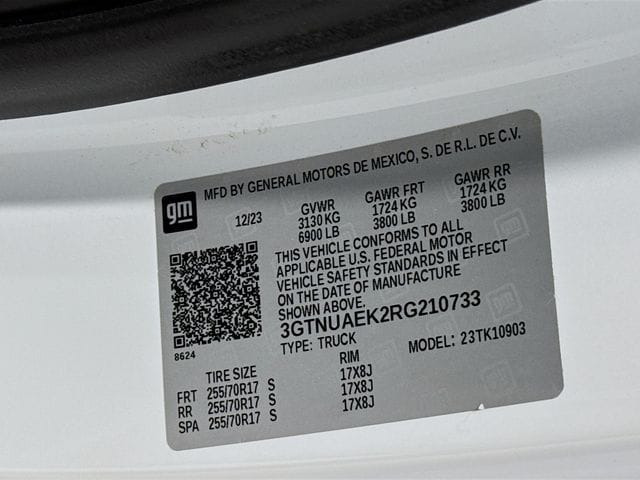 MFD BY GENERAL MOTORS DE MEXICO, S. DE R.L. DE C.V.
gm
12/23 GVWR GAWR FRT GAWR RR
3130 KG 1724 KG 1724 KG
6900 LB 3800 LB 3800 LB
THIS VEHICLE CONFORMS TO ALL
APPLICABLE U.S. FEDERAL MOTOR
VEHICLE SAFETY STANDARDS IN EFFECT
ON THE DATE OF MANUFACTURE
SHOWN ABOVE.
3GTNUAEK2RG210733
8624
TYPE: TRUCK MODEL: 23TK10903
TIRE SIZE RIM
FRT 255/70R17 S 17X8J
RR 255/70R17 S 17X8J
SPA 255/70R17 S 17X8J